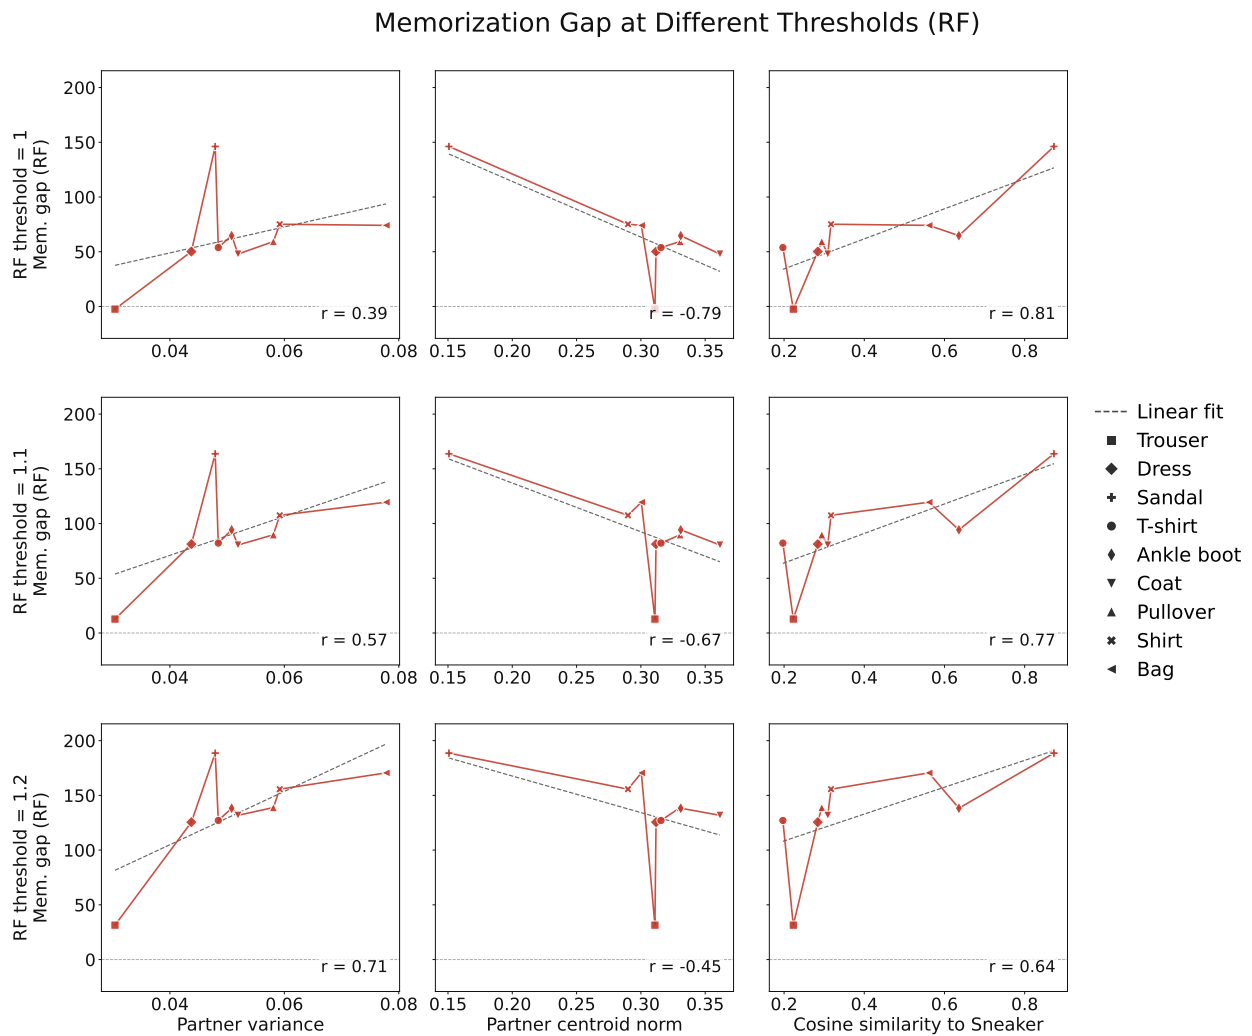 Memorization Gap at Different Thresholds (RF)
RF threshold = 1
Mem. gap (RF)
200
150
100
50
0
r = 0.39
r = -0.79
r = 0.81
0.04 0.06 0.08
0.15 0.20 0.25 0.30 0.35
0.2 0.4 0.6 0.8
RF threshold = 1.1
Mem. gap (RF)
200
150
100
50
0
r = 0.57
r = -0.67
r = 0.77
0.04 0.06 0.08
0.15 0.20 0.25 0.30 0.35
0.2 0.4 0.6 0.8
Linear fit
Trouser
Dress
Sandal
T-shirt
Ankle boot
Coat
Pullover
Shirt
Bag
RF threshold = 1.2
Mem. gap (RF)
200
150
100
50
0
r = 0.71
r = -0.45
r = 0.64
0.04 0.06 0.08
0.15 0.20 0.25 0.30 0.35
0.2 0.4 0.6 0.8
Partner variance
Partner centroid norm
Cosine similarity to Sneaker